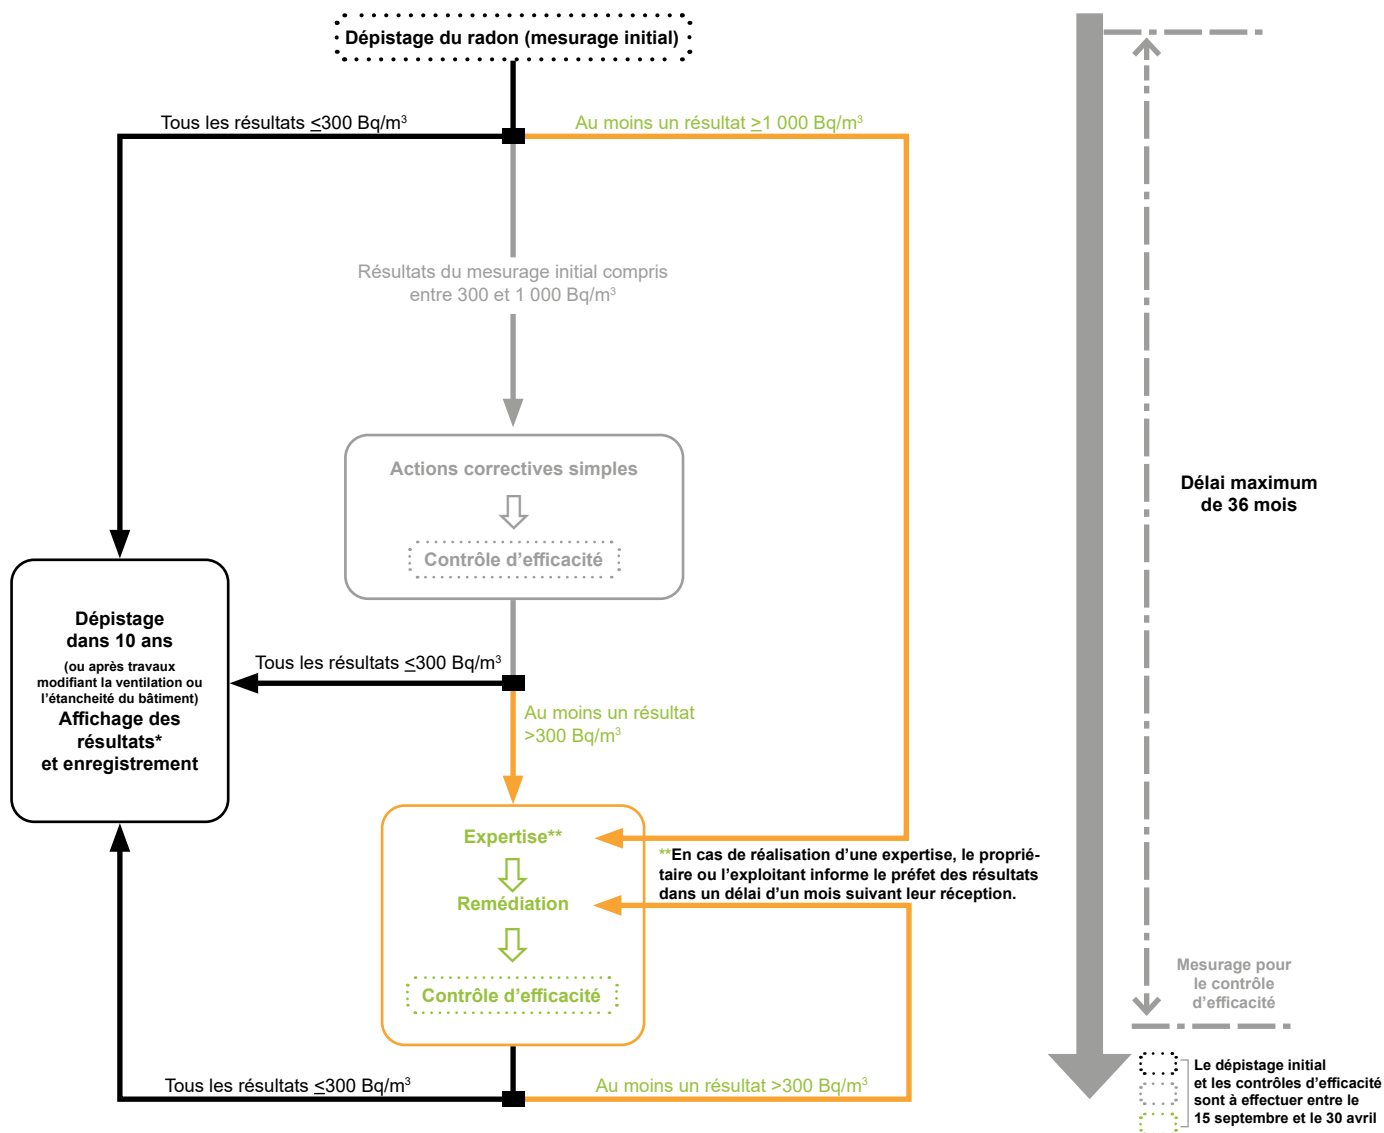 Dépistage du radon (mesurage initial)
Tous les résultats ≤300 Bq/m³
Au moins un résultat ≥1 000 Bq/m³
Résultats du mesurage initial compris
entre 300 et 1 000 Bq/m³
Actions correctives simples
Contrôle d’efficacité
Délai maximum
de 36 mois
Dépistage
dans 10 ans
(ou après travaux
modifiant la ventilation ou
l’étancheité du bâtiment)
Affichage des
résultats*
et enregistrement
Tous les résultats ≤300 Bq/m³
Au moins un résultat
>300 Bq/m³
Expertise**
**En cas de réalisation d’une expertise, le proprié-
taire ou l’exploitant informe le préfet des résultats
dans un délai d’un mois suivant leur réception.
Remédiation
Contrôle d’efficacité
Mesurage pour
le contrôle
d’efficacité
Tous les résultats ≤300 Bq/m³
Au moins un résultat >300 Bq/m³
Le dépistage initial
et les contrôles d’efficacité
sont à effectuer entre le
15 septembre et le 30 avril